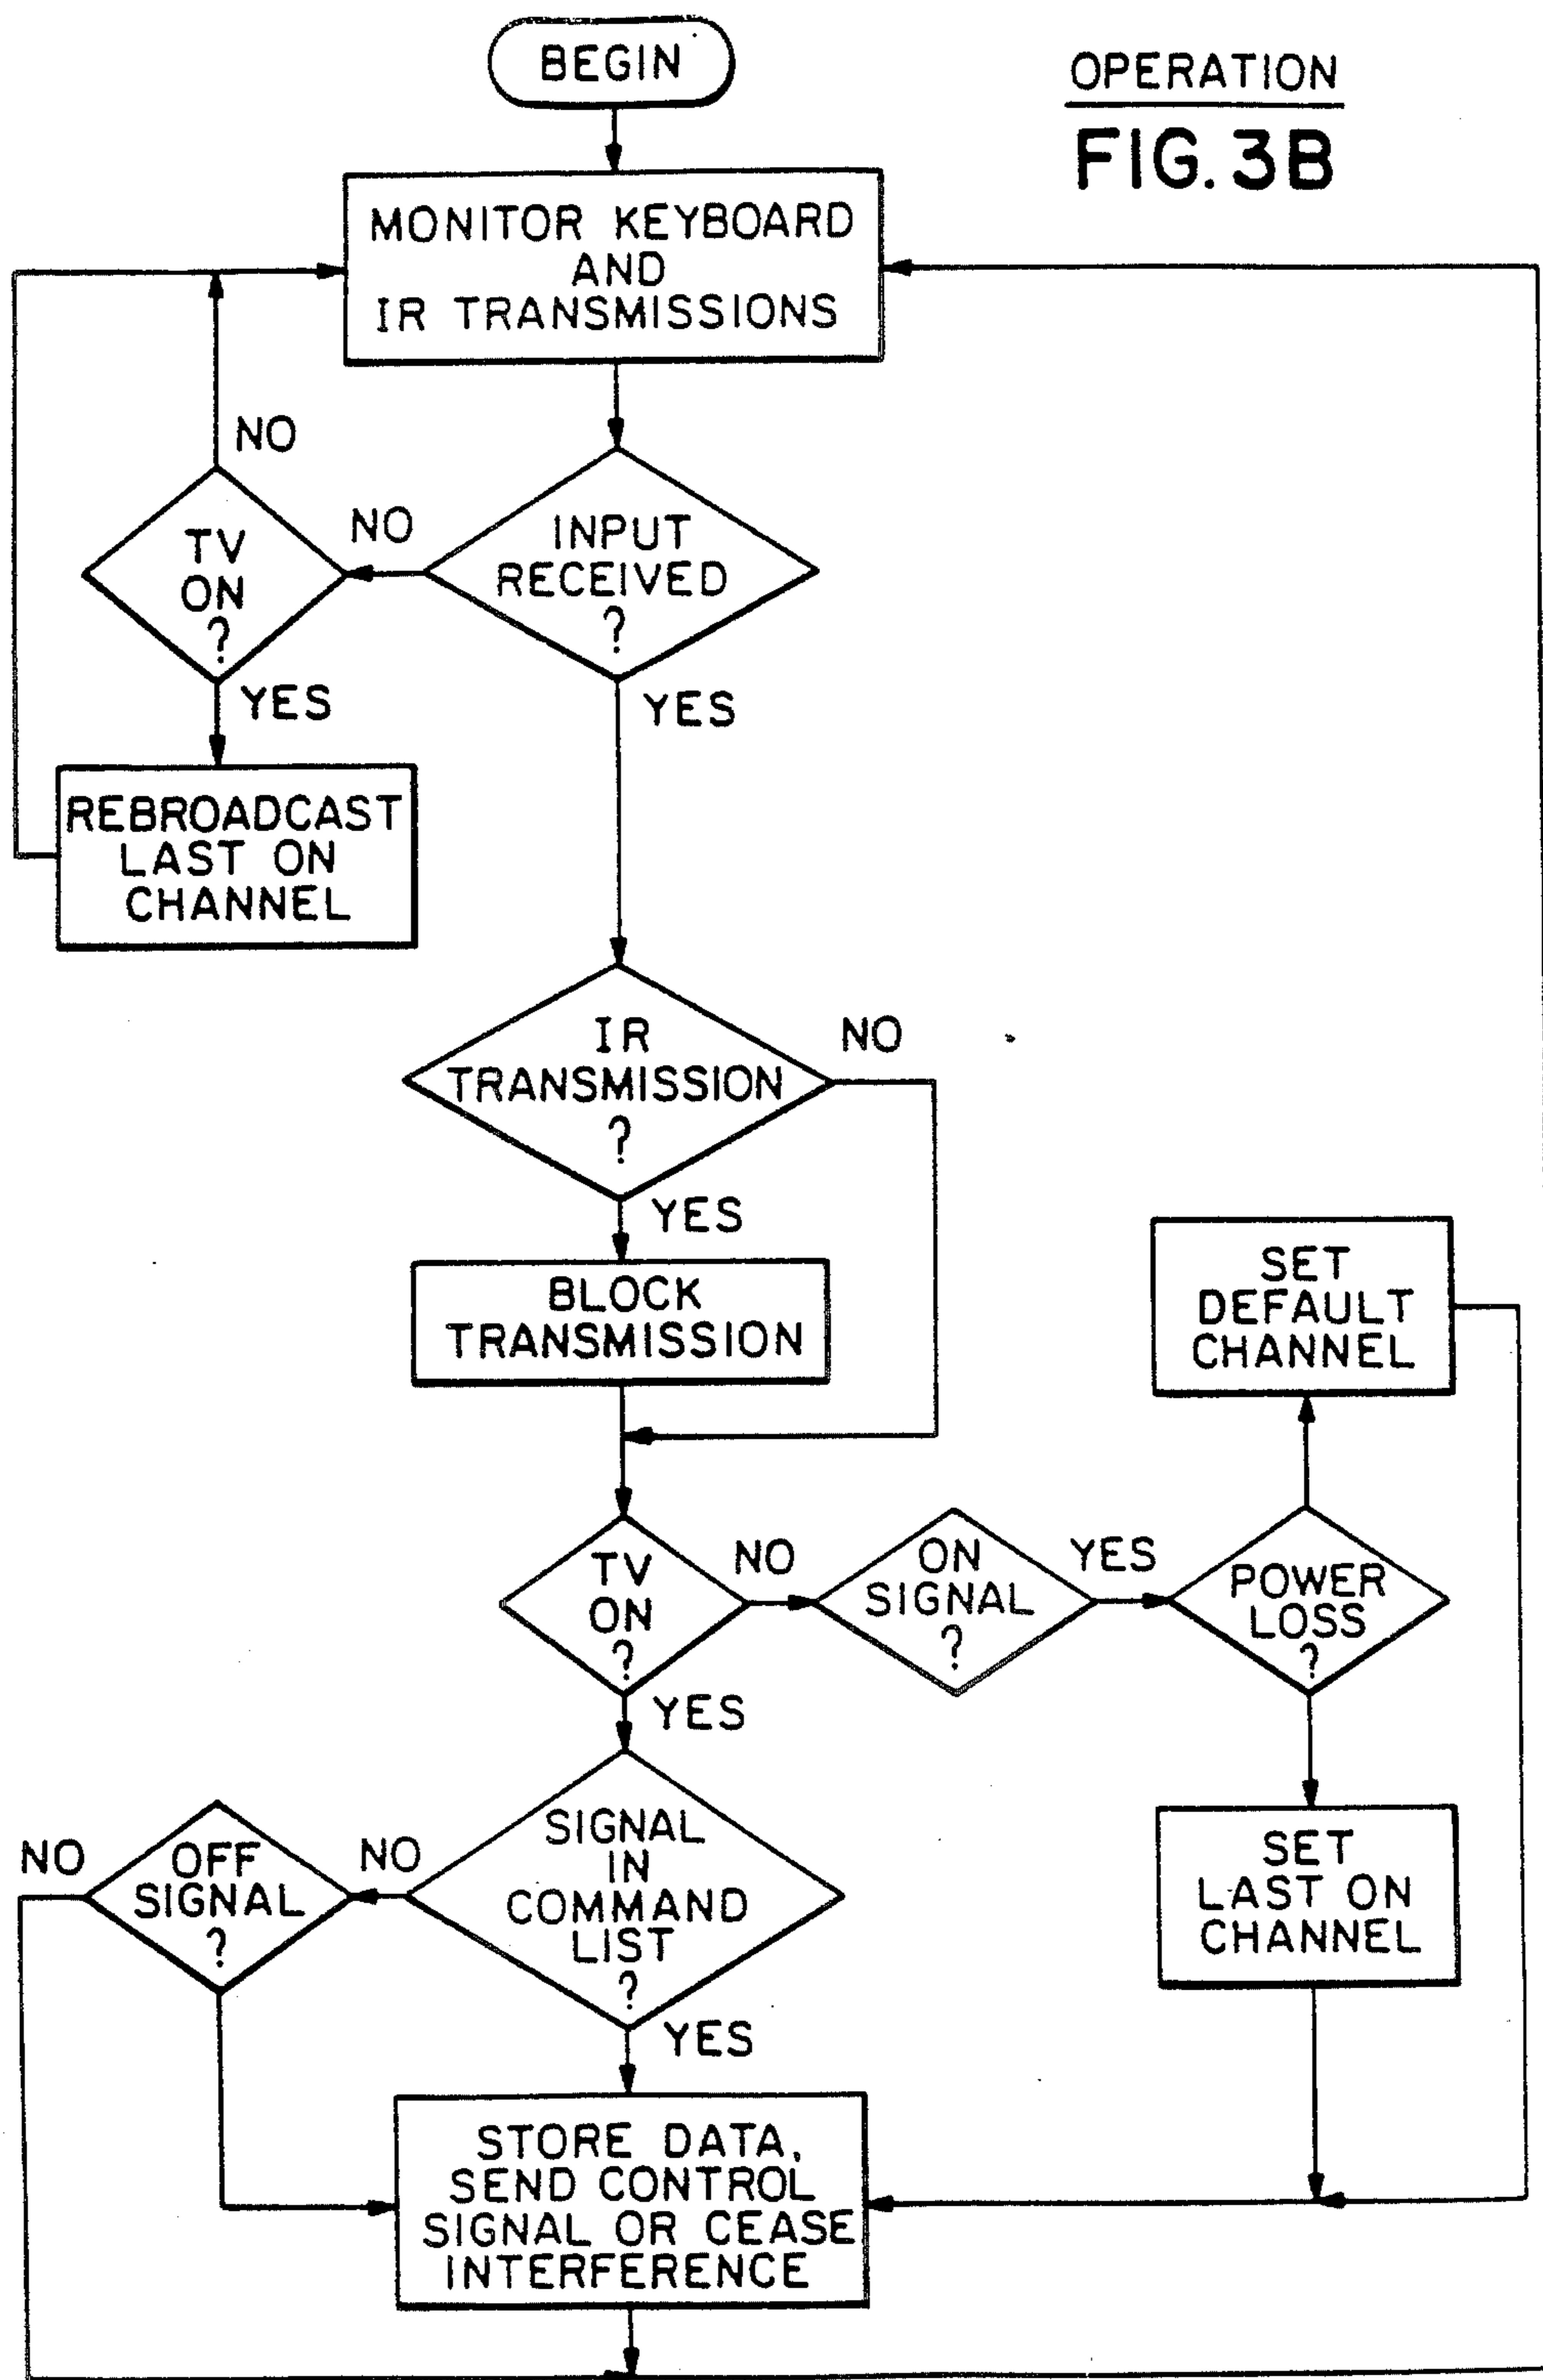 BEGIN
OPERATION
FIG. 3B
MONITOR KEYBOARD
AND
IR TRANSMISSIONS
NO
TV
ON
?
NO
INPUT
RECEIVED
?
YES
YES
REBROADCAST
LAST ON
CHANNEL
IR
TRANSMISSION
?
NO
YES
BLOCK
TRANSMISSION
SET
DEFAULT
CHANNEL
TV
ON
?
NO
ON
SIGNAL
?
YES
POWER
LOSS
?
YES
SIGNAL
IN
COMMAND
LIST
?
NO
OFF
SIGNAL
?
NO
YES
SET
LAST ON
CHANNEL
STORE DATA,
SEND CONTROL
SIGNAL OR CEASE
INTERFERENCE